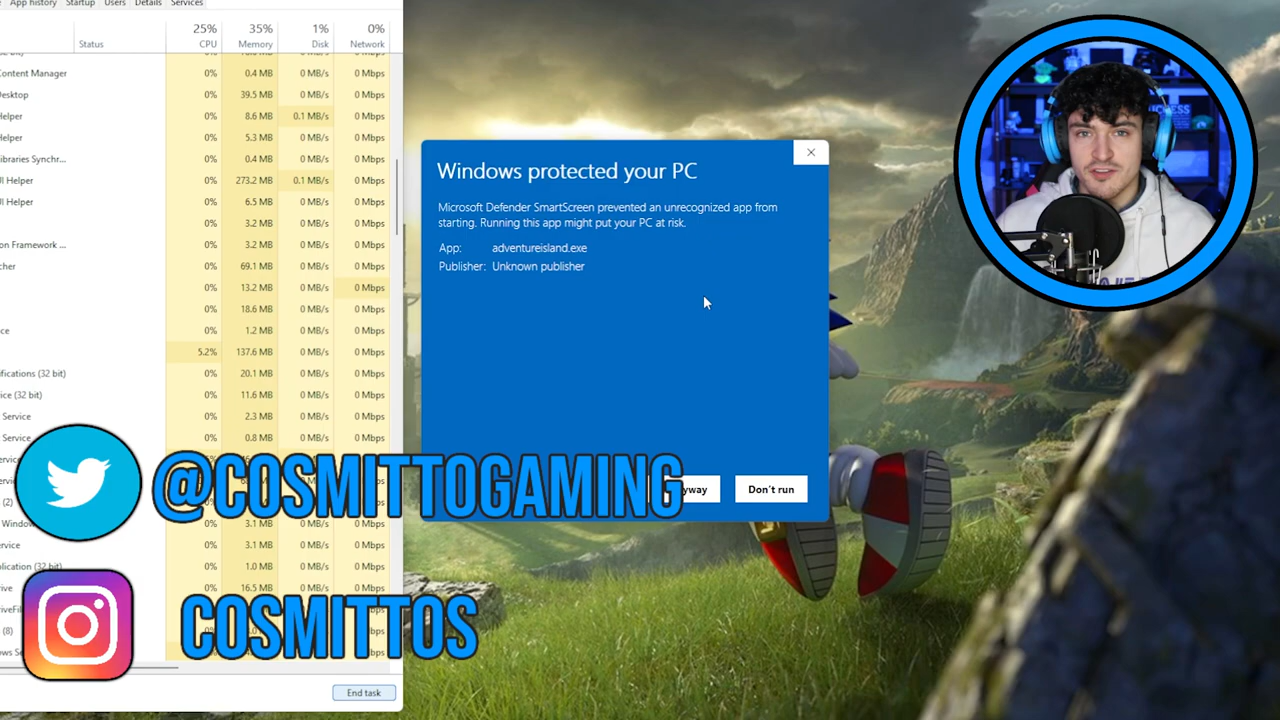 App history Startup Users Details Services
25% 35% 1% 0%
Status CPU Memory Disk Network
Content Manager 0% 0.4 MB 0 MB/s 0 Mbps
esktop 0% 39.5 MB 0 MB/s 0 Mbps
Helper 0% 8.6 MB 0.1 MB/s 0 Mbps
Helper 0% 5.3 MB 0 MB/s 0 Mbps
ibraries Synchr... 0% 0.4 MB 0 MB/s 0 Mbps
I Helper 0% 273.2 MB 0.1 MB/s 0 Mbps
I Helper 0% 6.5 MB 0 MB/s 0 Mbps
0% 3.2 MB 0 MB/s 0 Mbps
on Framework ... 0% 3.2 MB 0 MB/s 0 Mbps
cher 0% 69.1 MB 0 MB/s 0 Mbps
0% 13.2 MB 0 MB/s 0 Mbps
0% 18.6 MB 0 MB/s 0 Mbps
ce 0% 1.2 MB 0 MB/s 0 Mbps
5.2% 137.6 MB 0 MB/s 0 Mbps
ifications (32 bit) 0% 20.1 MB 0 MB/s 0 Mbps
ice (32 bit) 0% 11.6 MB 0 MB/s 0 Mbps
Service 0% 2.3 MB 0 MB/s 0 Mbps
Service 0% 0.8 MB 0 MB/s 0 Mbps
(2)
Window 0% 3.1 MB 0 MB/s 0 Mbps
ervice 0% 3.1 MB 0 MB/s 0 Mbps
plication (32 bit) 0% 1.0 MB 0 MB/s 0 Mbps
rive 0% 16.5 MB 0 MB/s 0 Mbps
(8)
End task
Windows protected your PC
Microsoft Defender SmartScreen prevented an unrecognized app from
starting. Running this app might put your PC at risk.
App: adventureisland.exe
Publisher: Unknown publisher
yway Don't run
@COSMITTOGAMING
COSMITTOS